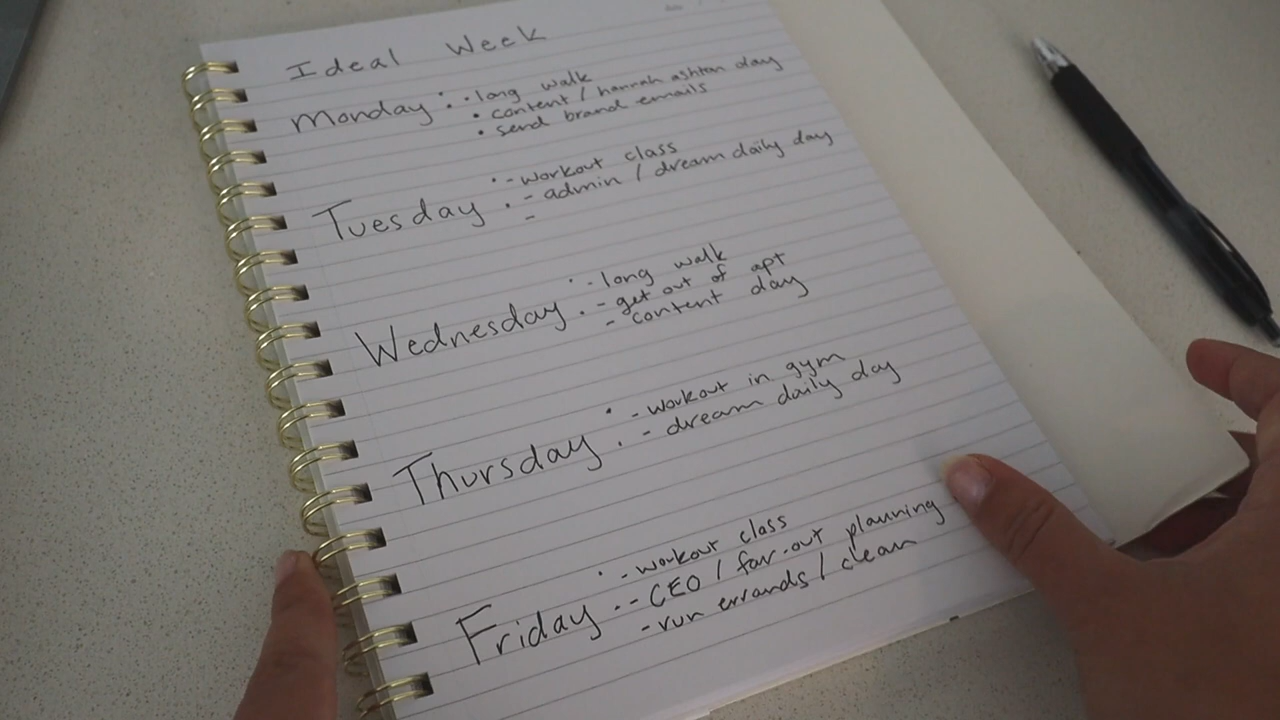 Ideal Week
Monday : • long walk
• content / hannah ashton day
• send brand emails
Tuesday : - workout class
- admin / dream daily day
-
Wednesday : - long walk
- get out of apt
- content day
Thursday : - workout in gym
- dream daily day
Friday : - workout class
- CEO / far-out planning
- run errands / clean